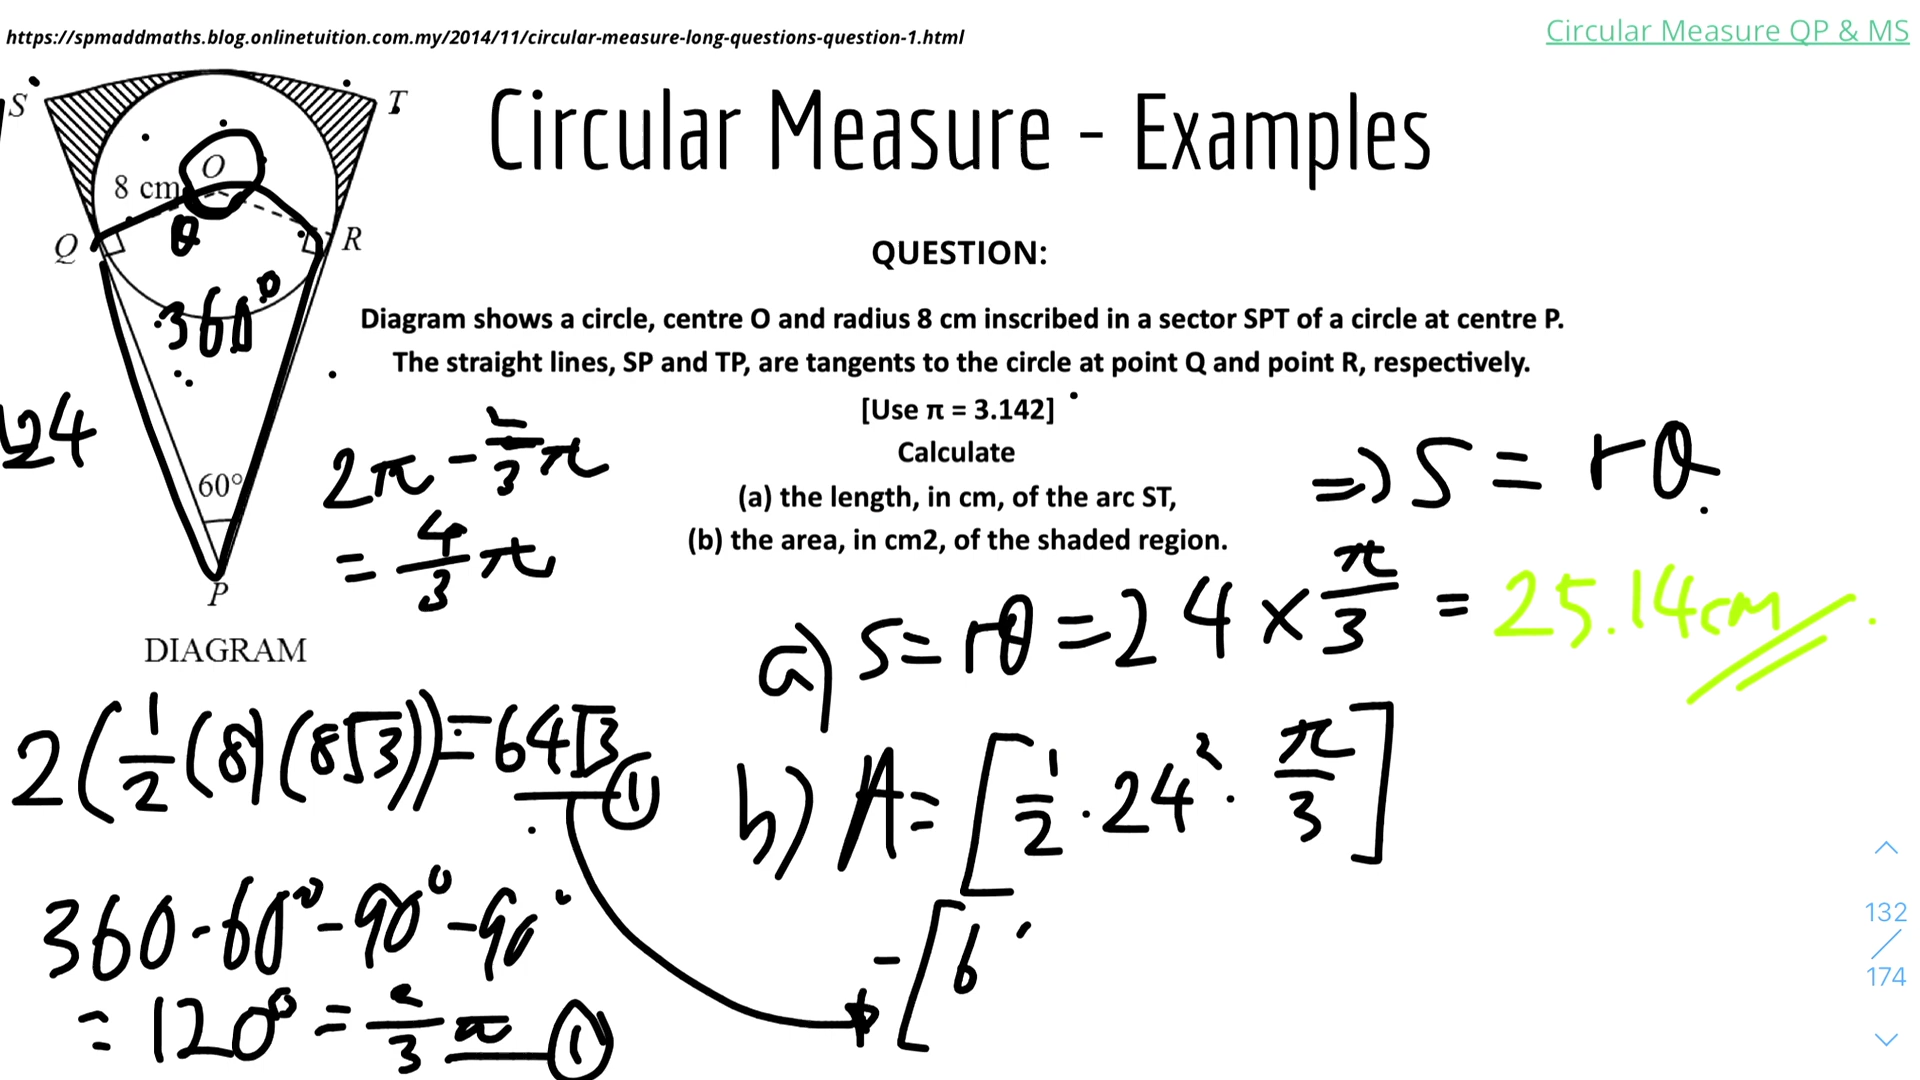 https://spmaddmaths.blog.onlinetuition.com.my/2014/11/circular-measure-long-questions-question-1.html
Circular Measure QP & MS
Circular Measure - Examples
S
T
O
8 cm
θ
Q
R
360°
24
60°
P
DIAGRAM
QUESTION:
Diagram shows a circle, centre O and radius 8 cm inscribed in a sector SPT of a circle at centre P.
The straight lines, SP and TP, are tangents to the circle at point Q and point R, respectively.
[Use π = 3.142]
Calculate
(a) the length, in cm, of the arc ST,
(b) the area, in cm2, of the shaded region.
2π - 2/3 π
= 4/3 π
⇒ S = rθ
a) S = rθ = 24 × π/3 = 25.14cm
2(1/2 (8)(8√3)) = 64√3 ①
b) A = [1/2 · 24² · π/3]
- [6
360 - 60° - 90° - 90°
= 120° = 2/3 π ①
132
/
174